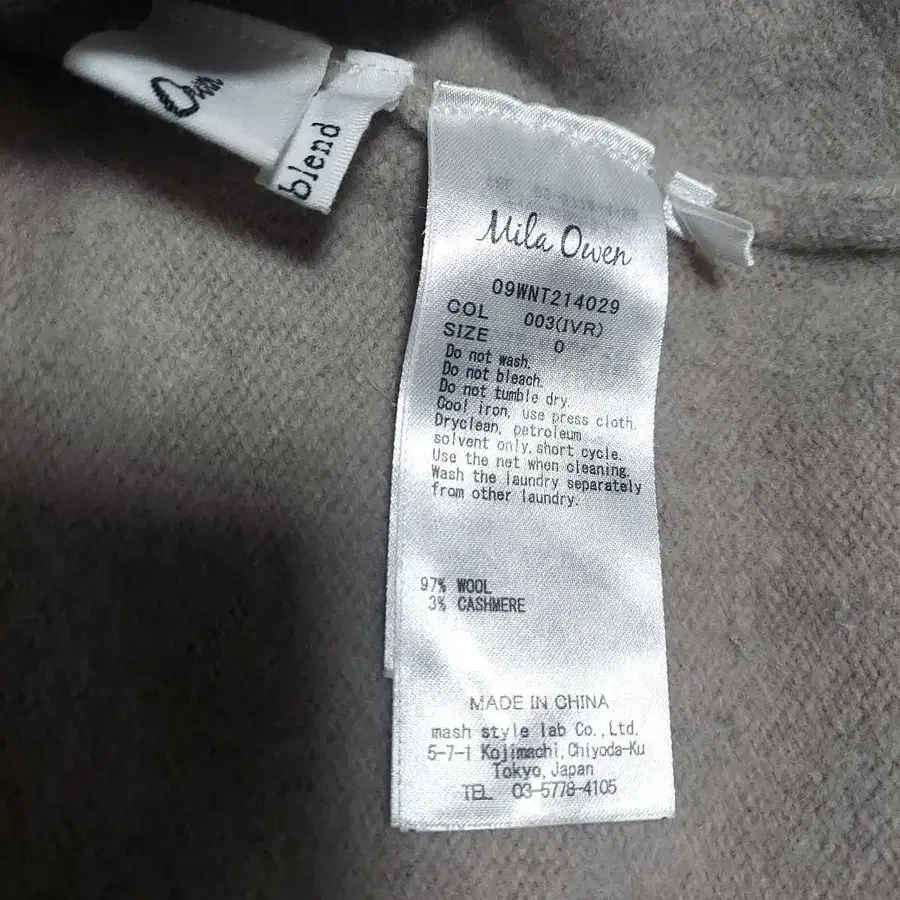 Owen
blend
Mila Owen
09WNT214029
COL 003(IVR)
SIZE 0
Do not wash.
Do not bleach.
Do not tumble dry.
Cool iron, use press cloth.
Dryclean, petroleum
solvent only, short cycle.
Use the net when cleaning.
Wash the laundry separately
from other laundry.
97% WOOL
3% CASHMERE
MADE IN CHINA
mash style lab Co.,Ltd.
5-7-1 Kojimachi, Chiyoda-Ku
Tokyo, Japan
TEL 03-5778-4105